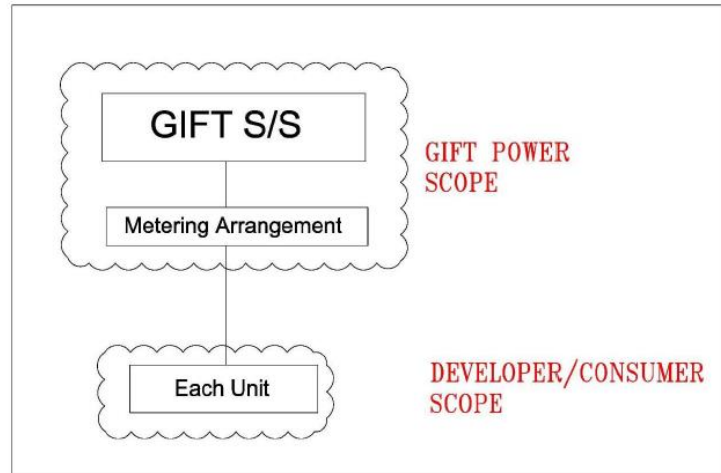 GIFT S/S
GIFT POWER
SCOPE
Metering Arrangement
Each Unit
DEVELOPER/CONSUMER
SCOPE